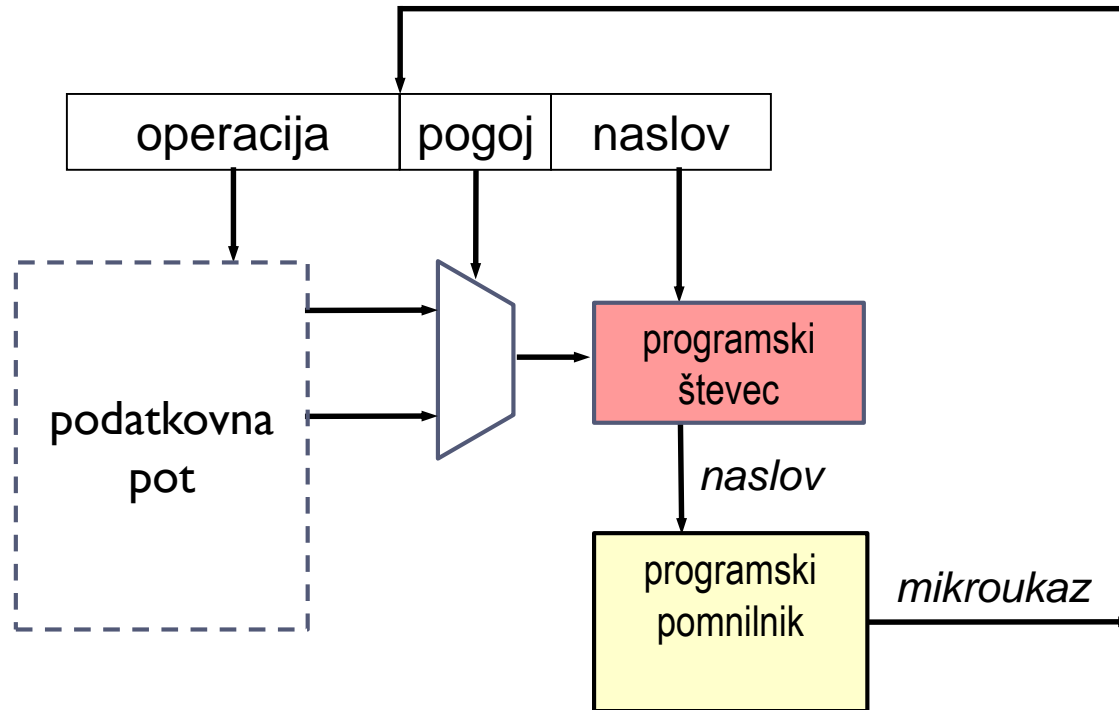 operacija
pogoj
naslov
podatkovna
pot
programski
števec
naslov
programski
pomnilnik
mikroukaz